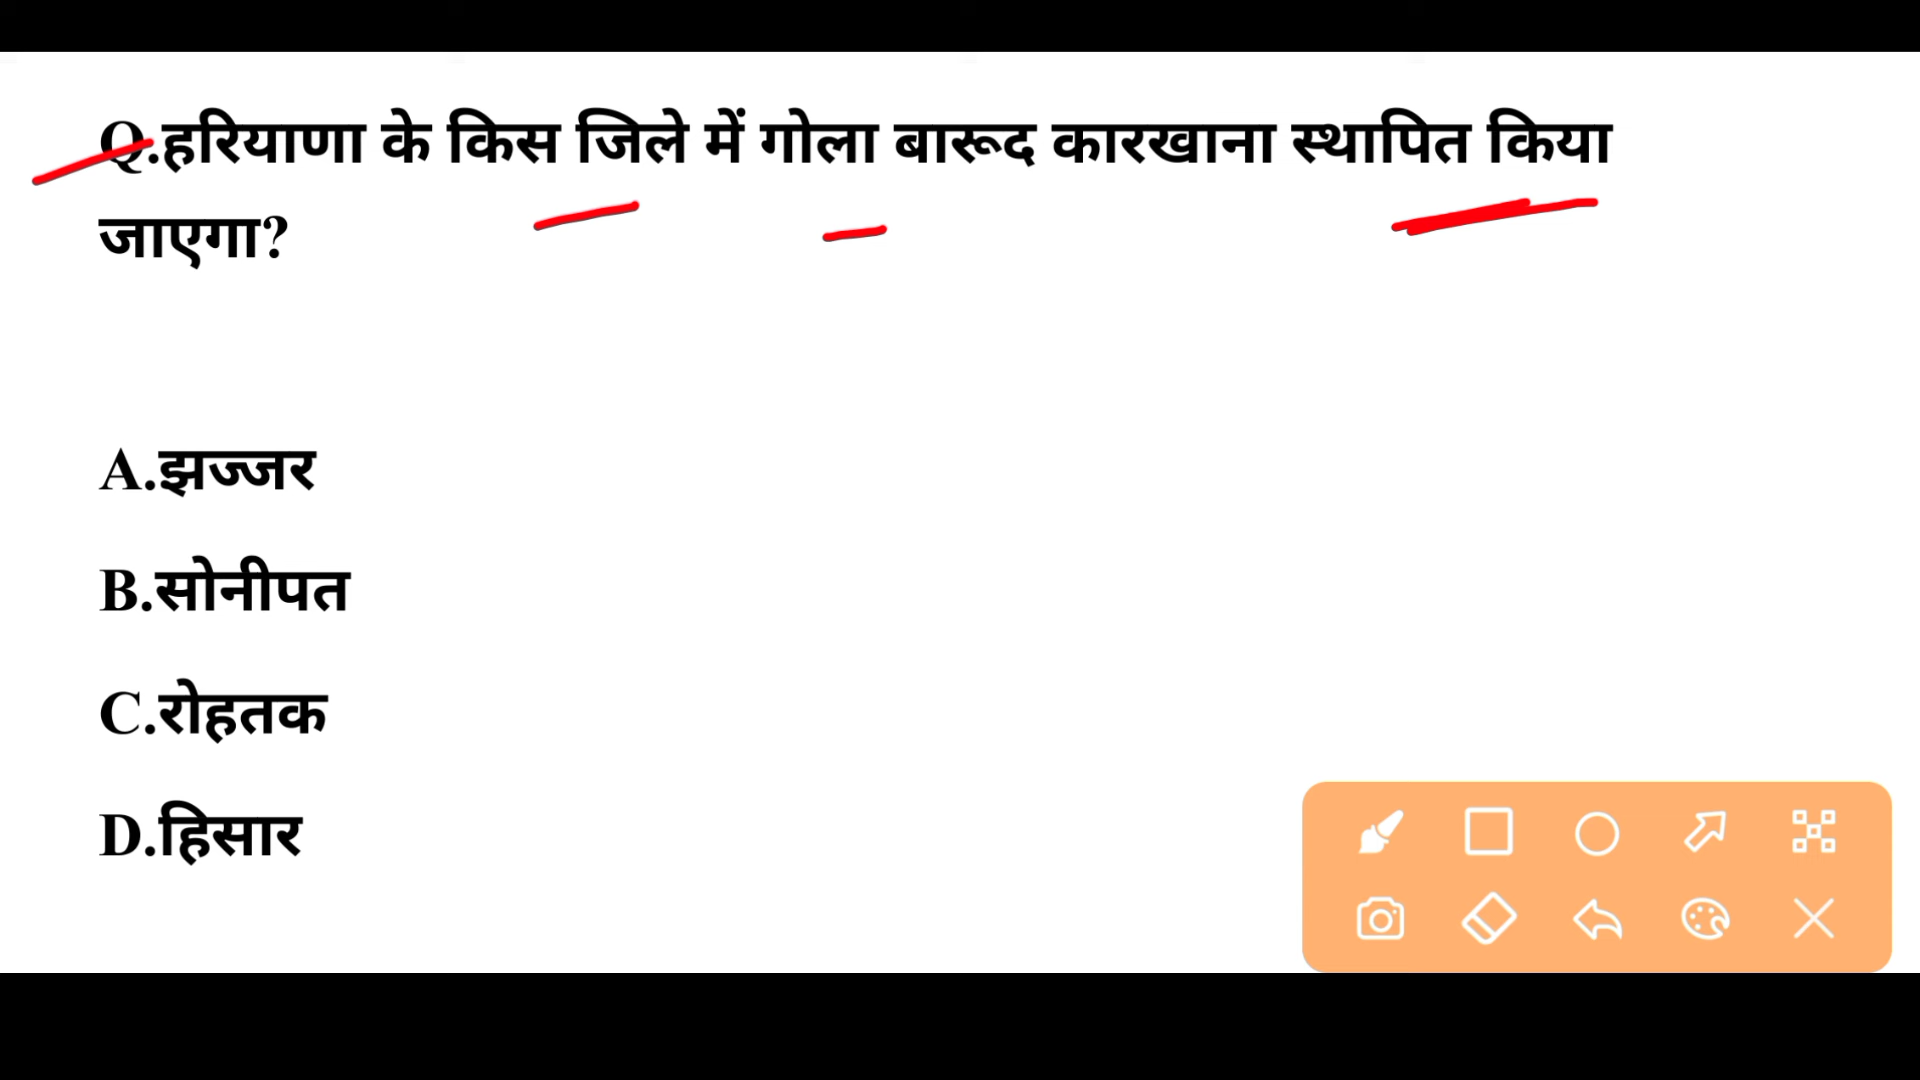 Q.हरियाणा के किस जिले में गोला बारूद कारखाना स्थापित किया
जाएगा?
A.झज्जर
B.सोनीपत
C.रोहतक
D.हिसार